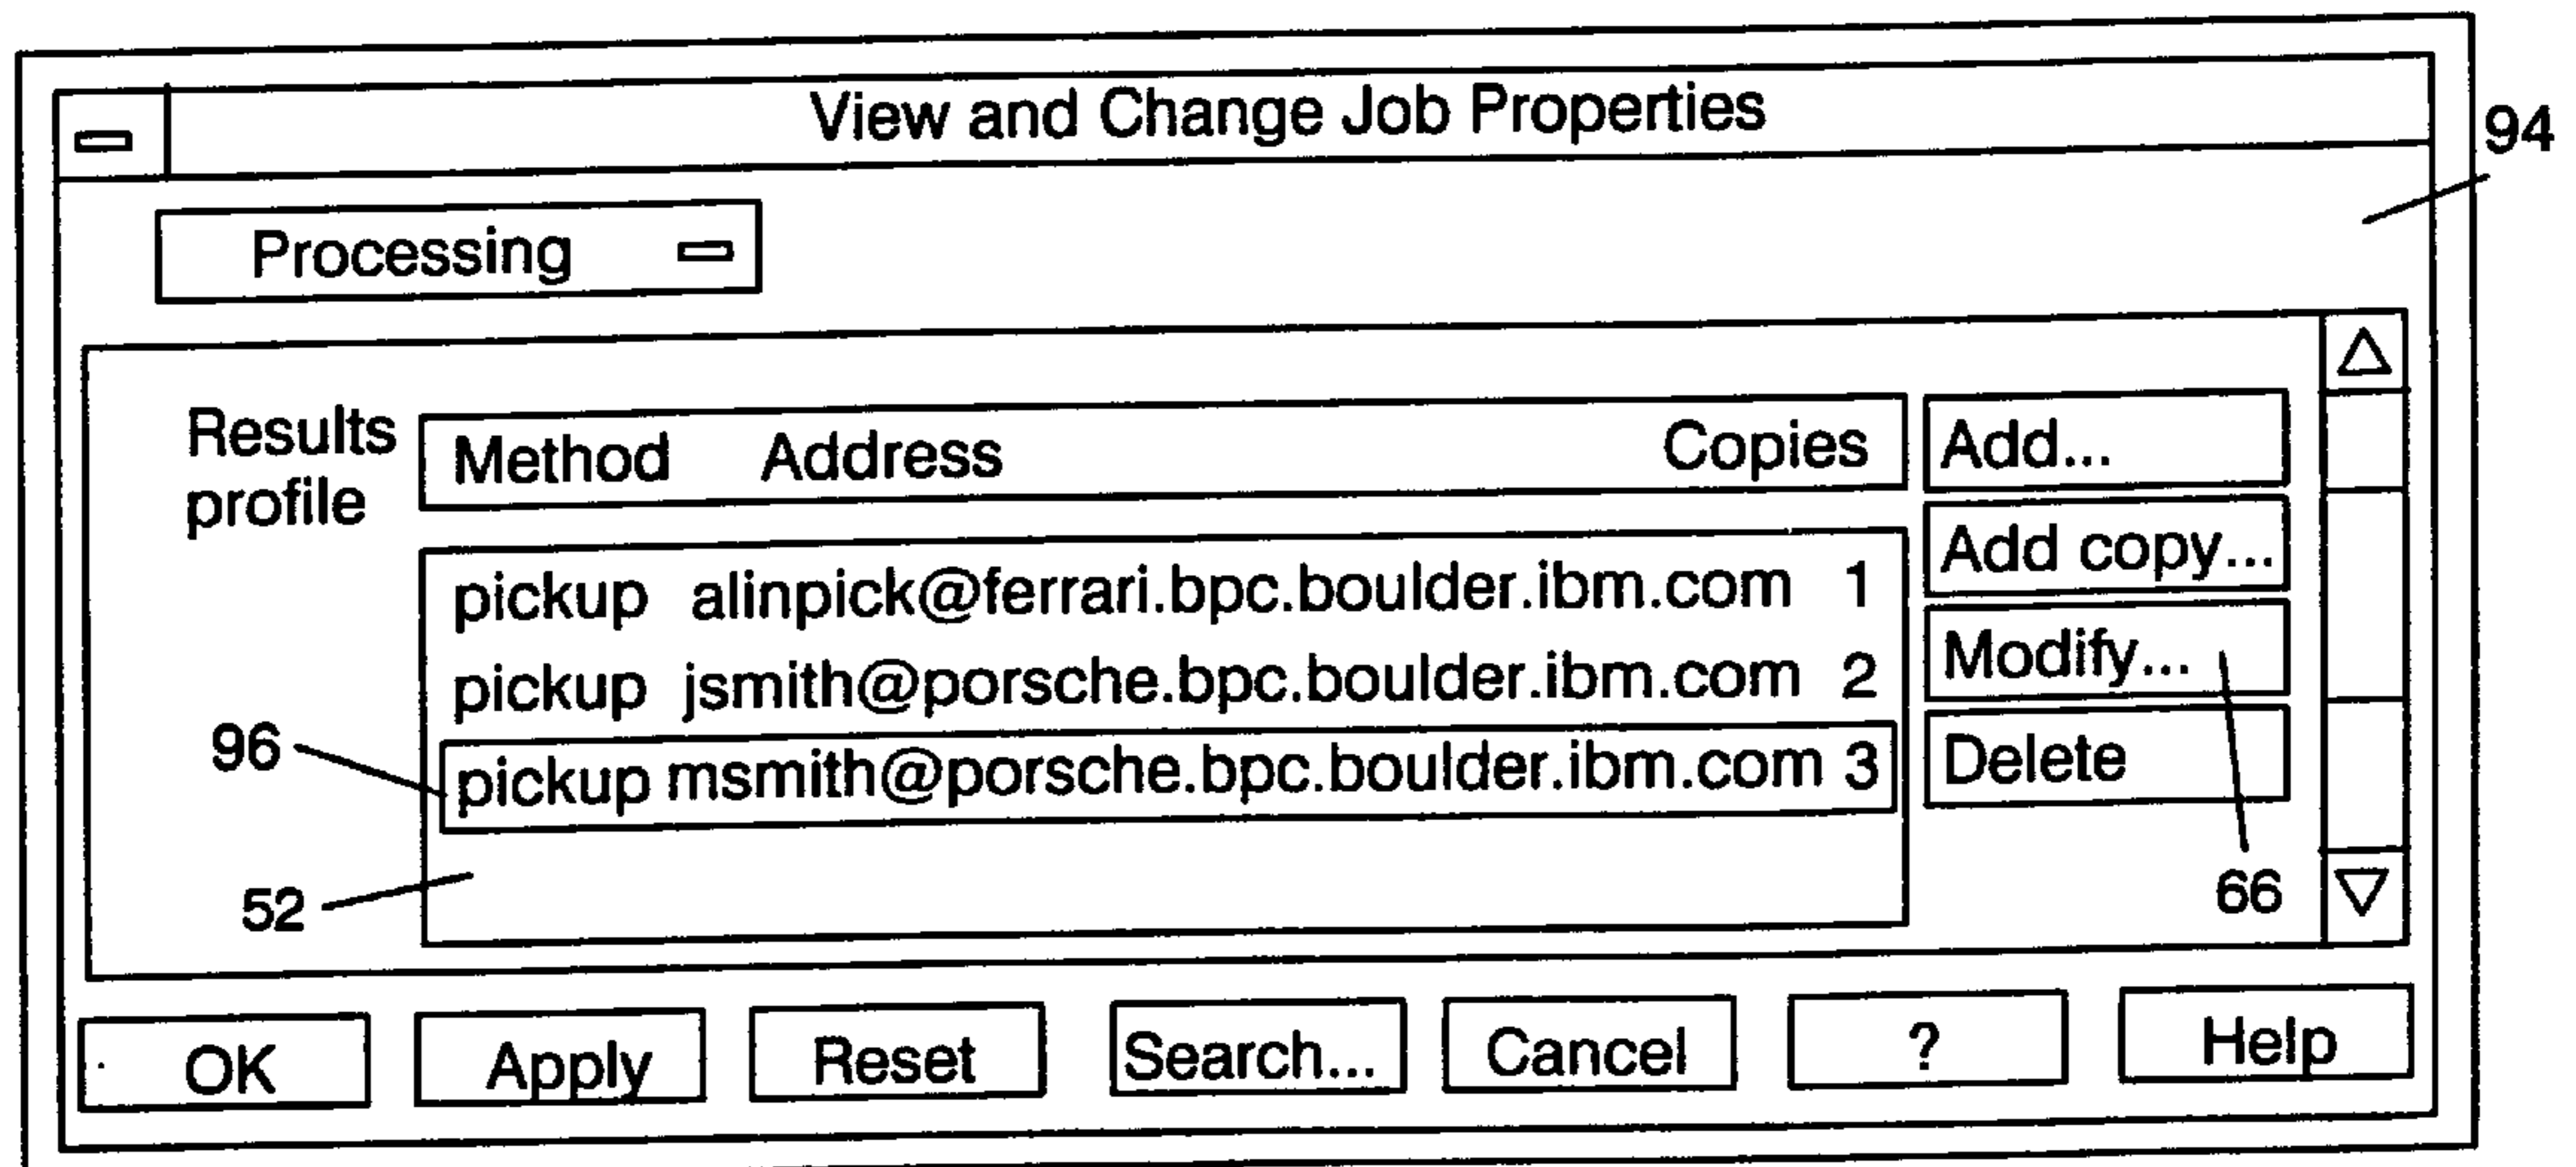 View and Change Job Properties
94
Processing
Results profile
Method Address Copies
Add...
Add copy...
pickup alinpick@ferrari.bpc.boulder.ibm.com 1
pickup jsmith@porsche.bpc.boulder.ibm.com 2
Modify...
96
pickup msmith@porsche.bpc.boulder.ibm.com 3
Delete
52
66
OK Apply Reset Search... Cancel ? Help